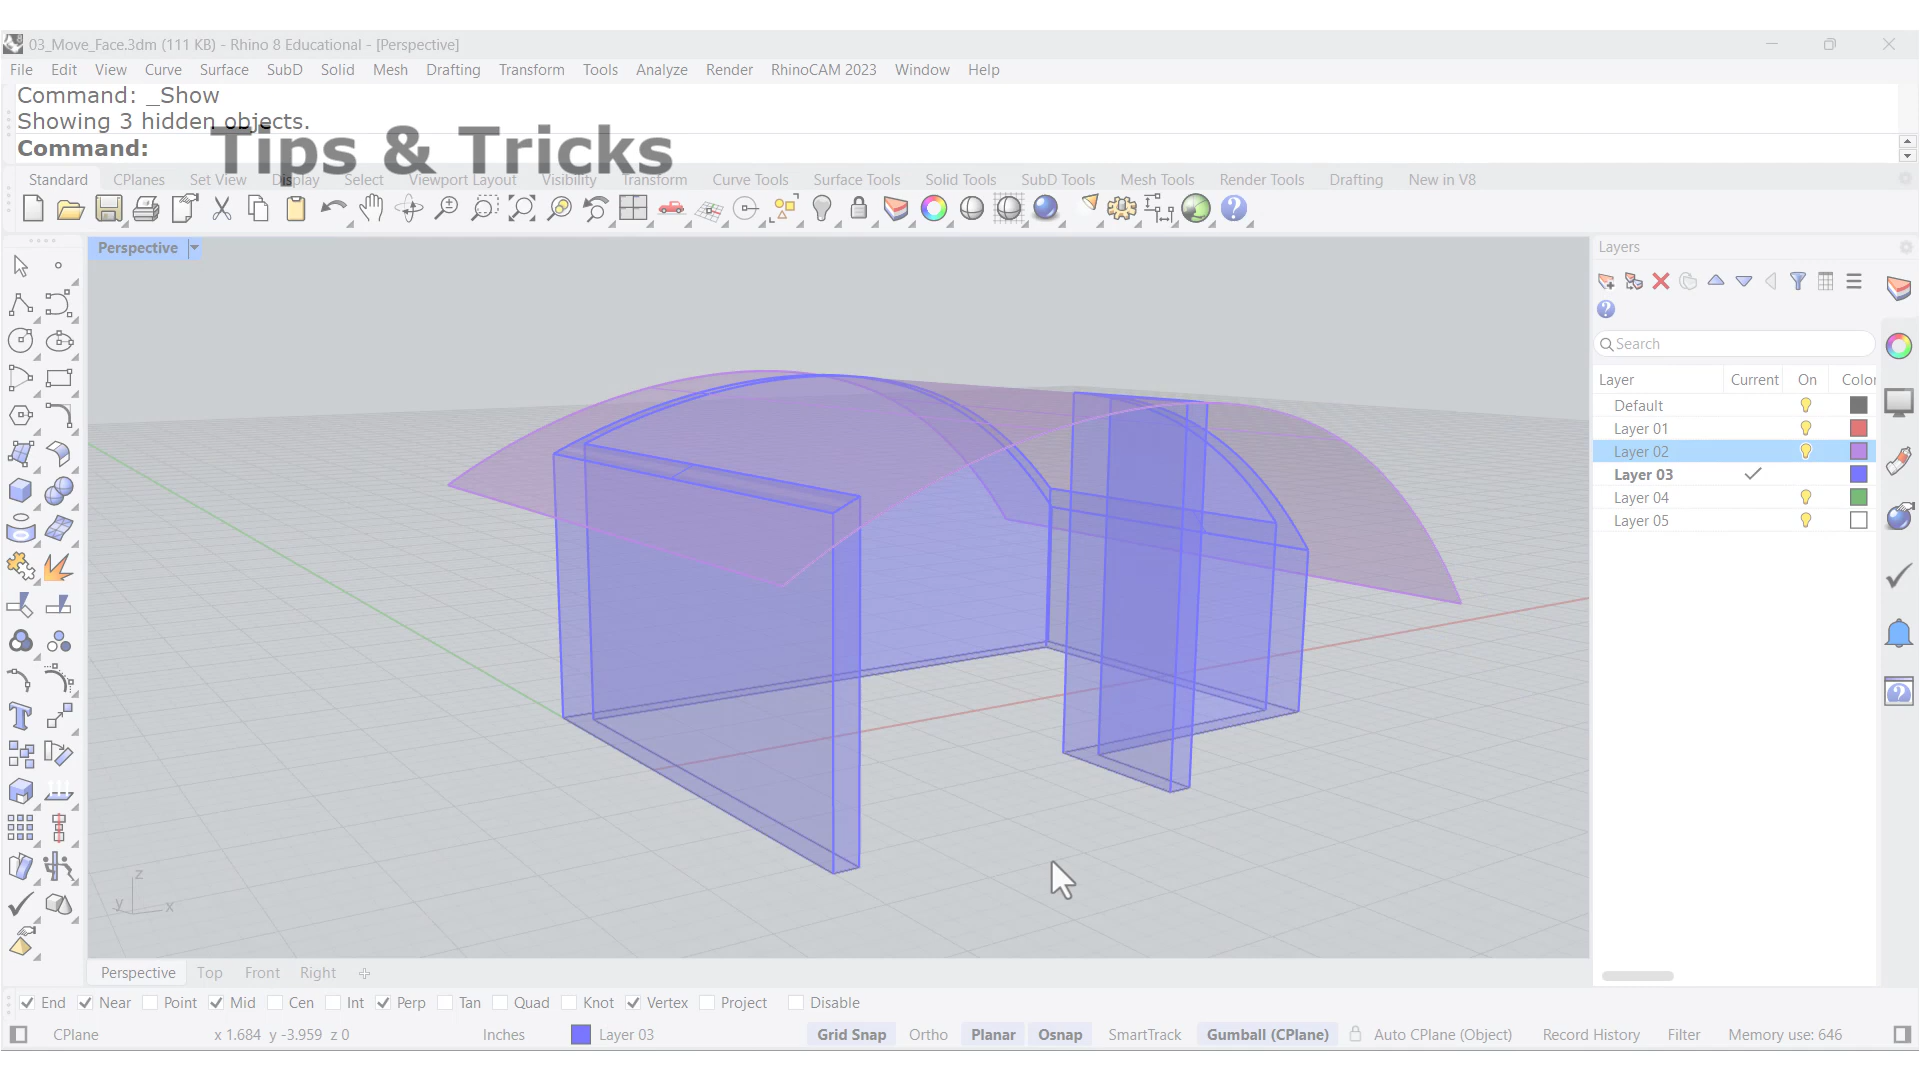 03_Move_Face.3dm (111 KB) - Rhino 8 Educational - [Perspective]
File Edit View Curve Surface SubD Solid Mesh Drafting Transform Tools Analyze Render RhinoCAM 2023 Window Help
Command: _Show
Showing 3 hidden objects.
Command:
Tips & Tricks
Standard CPlanes Set View Display Select Viewport Layout Visibility Transform Curve Tools Surface Tools Solid Tools SubD Tools Mesh Tools Render Tools Drafting New in V8
Perspective
Layers
Search
Layer Current On Color
Default
Layer 01
Layer 02
Layer 03
Layer 04
Layer 05
z
y x
Perspective Top Front Right
End Near Point Mid Cen Int Perp Tan Quad Knot Vertex Project Disable
CPlane x 1.684 y -3.959 z 0 Inches Layer 03 Grid Snap Ortho Planar Osnap SmartTrack Gumball (CPlane) Auto CPlane (Object) Record History Filter Memory use: 646